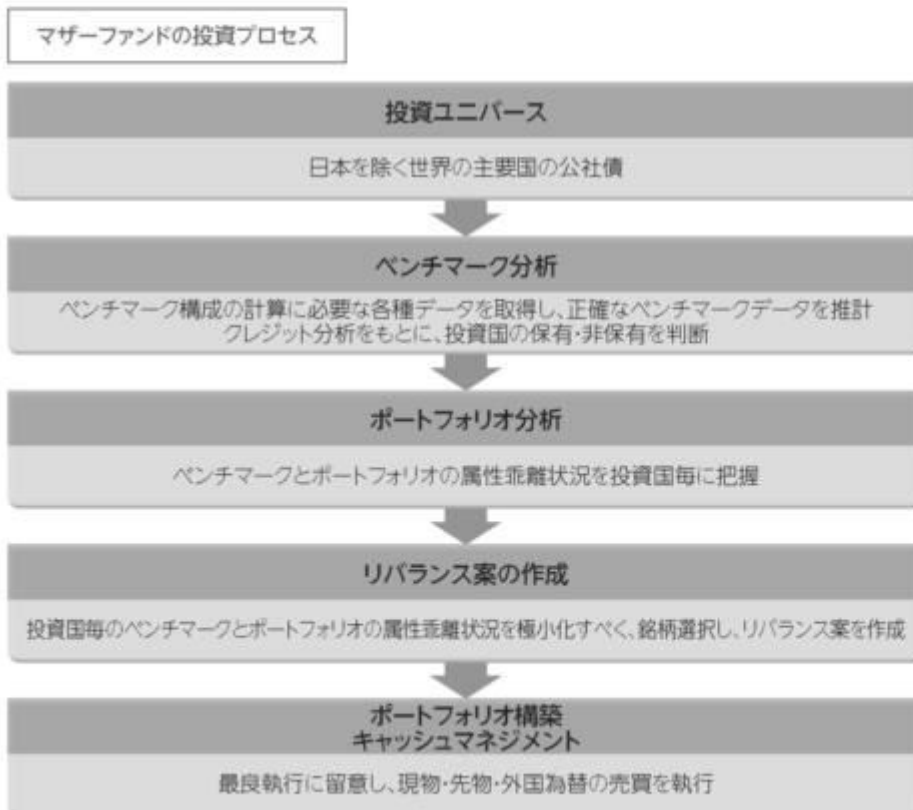 マザーファンドの投資プロセス
投資ユニバース
日本を除く世界の主要国の公社債
ベンチマーク分析
ベンチマーク構成の計算に必要な各種データを取得し、正確なベンチマークデータを推計
クレジット分析をもとに、投資国の保有・非保有を判断
ポートフォリオ分析
ベンチマークとポートフォリオの属性乖離状況を投資国毎に把握
リバランス案の作成
投資国毎のベンチマークとポートフォリオの属性乖離状況を極小化すべく、銘柄選択し、リバランス案を作成
ポートフォリオ構築
キャッシュマネジメント
最良執行に留意し、現物・先物・外国為替の売買を執行